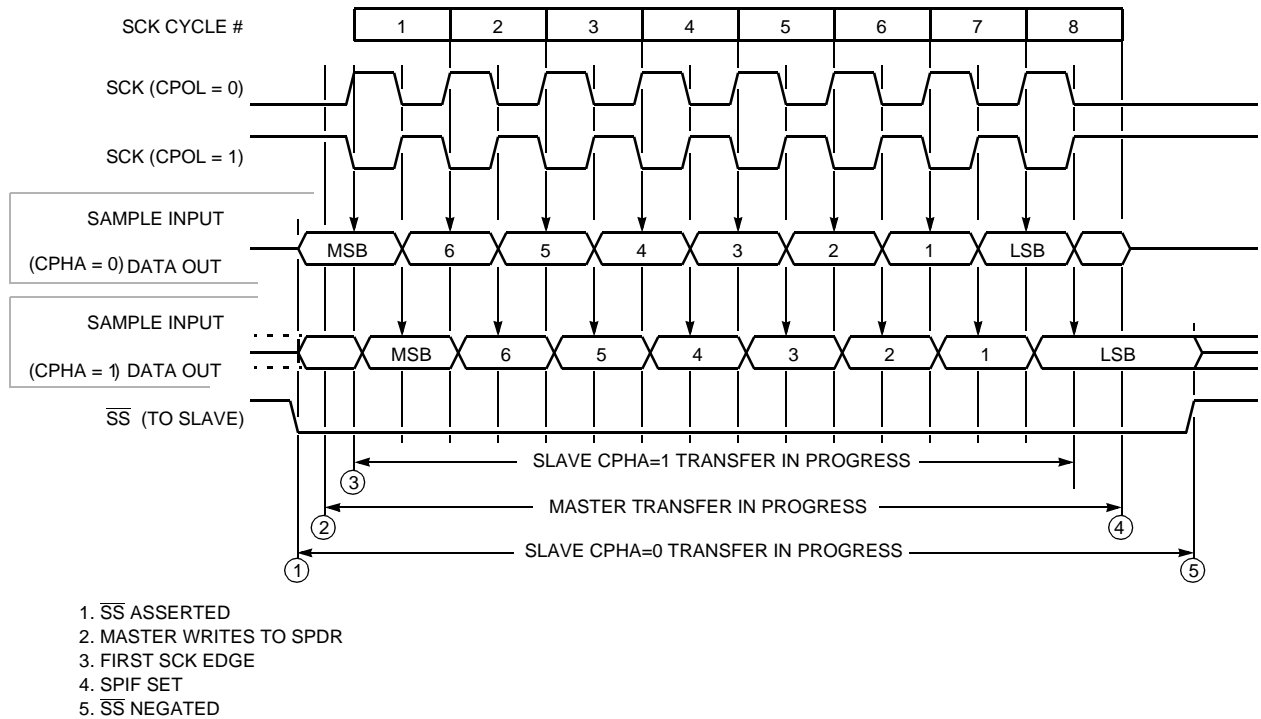 SCK CYCLE # 1 2 3 4 5 6 7 8
SCK (CPOL = 0)
SCK (CPOL = 1)
SAMPLE INPUT
MSB 6 5 4 3 2 1 LSB
(CPHA = 0) DATA OUT
SAMPLE INPUT
MSB 6 5 4 3 2 1 LSB
(CPHA = 1) DATA OUT
S̅S̅ (TO SLAVE)
SLAVE CPHA=1 TRANSFER IN PROGRESS
3
MASTER TRANSFER IN PROGRESS
2 4
SLAVE CPHA=0 TRANSFER IN PROGRESS
1 5
1. S̅S̅ ASSERTED
2. MASTER WRITES TO SPDR
3. FIRST SCK EDGE
4. SPIF SET
5. S̅S̅ NEGATED